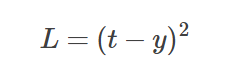 L = (t − y)²